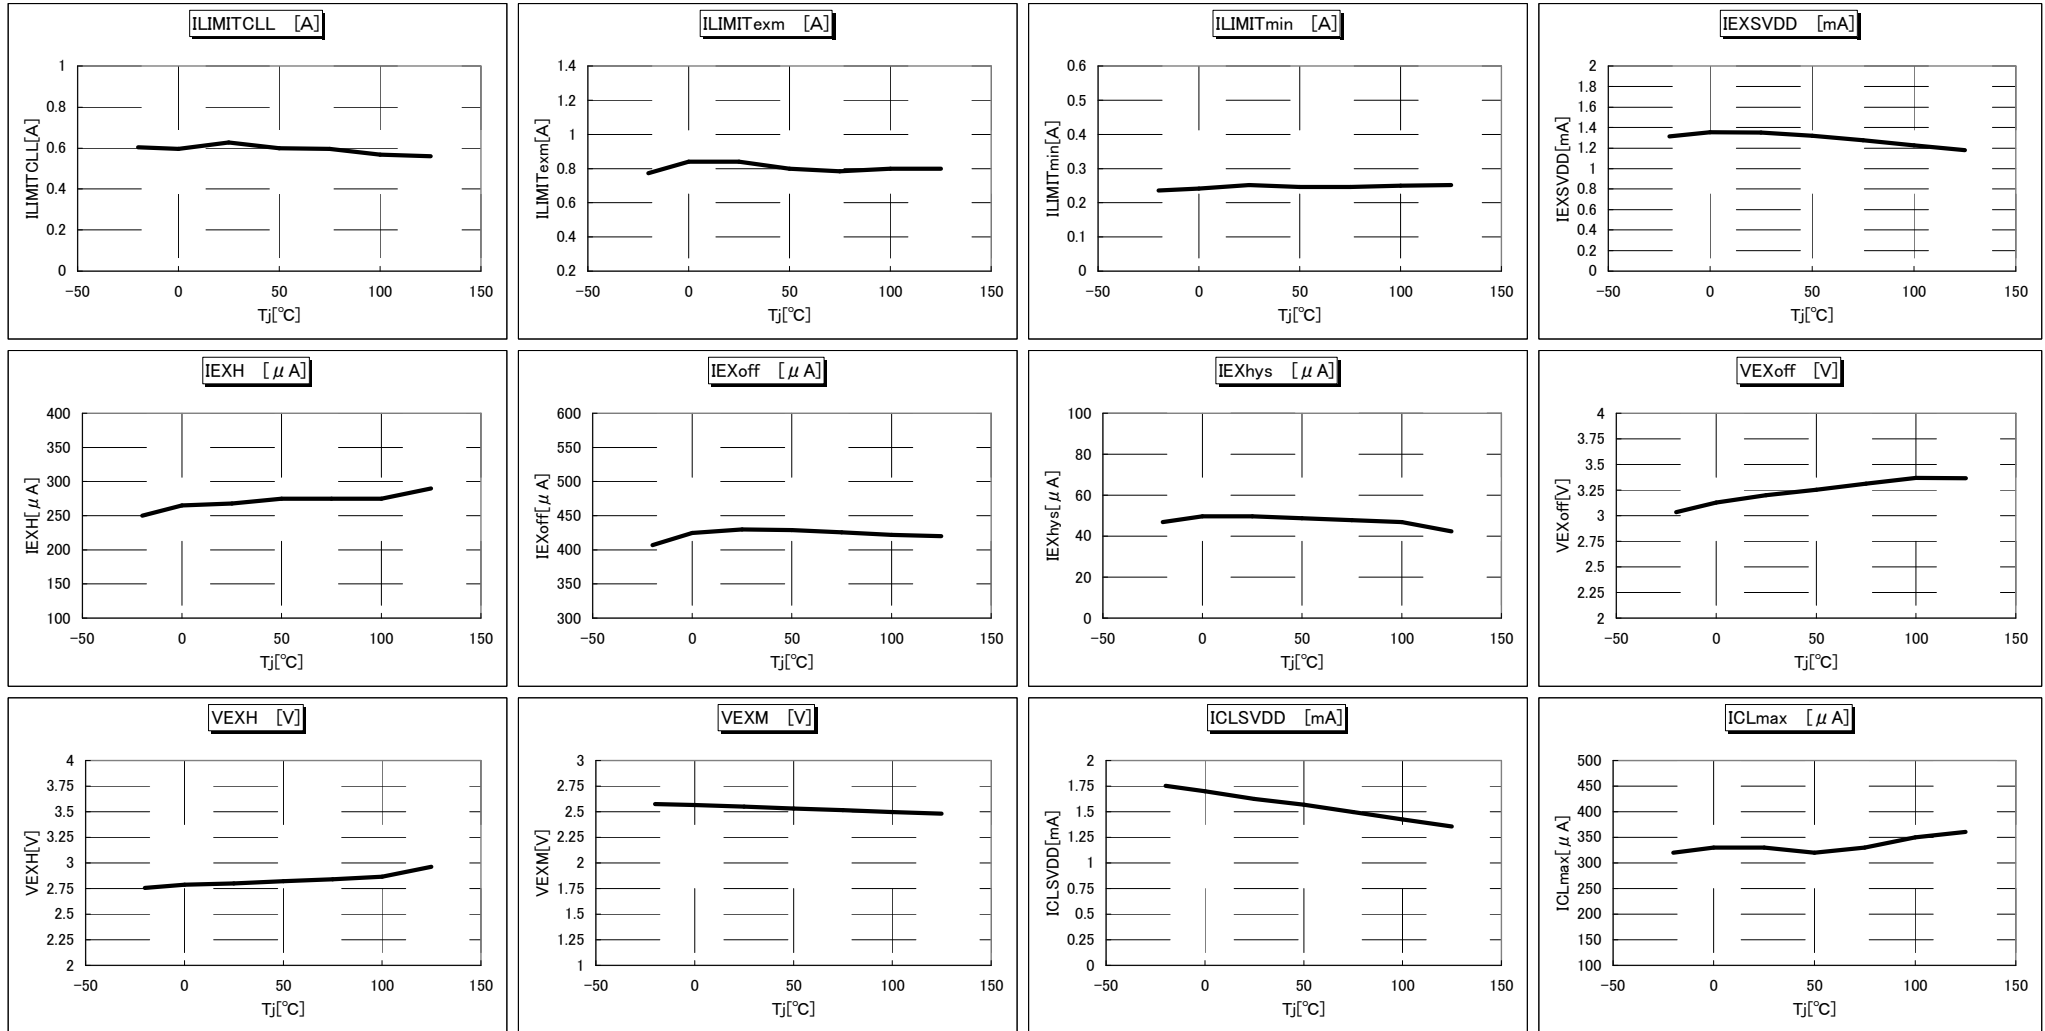 ILIMITCLL [A]
ILIMITCLL[A]
1
0.8
0.6
0.4
0.2
0
-50 0 50 100 150
Tj[℃]
ILIMITexm [A]
ILIMITexm[A]
1.4
1.2
1
0.8
0.6
0.4
0.2
-50 0 50 100 150
Tj[℃]
ILIMITmin [A]
ILIMITmin[A]
0.6
0.5
0.4
0.3
0.2
0.1
0
-50 0 50 100 150
Tj[℃]
IEXSVDD [mA]
IEXSVDD[mA]
2
1.8
1.6
1.4
1.2
1
0.8
0.6
0.4
0.2
0
-50 0 50 100 150
Tj[℃]
IEXH [μA]
IEXH[μA]
400
350
300
250
200
150
100
-50 0 50 100 150
Tj[℃]
IEXoff [μA]
IEXoff[μA]
600
550
500
450
400
350
300
-50 0 50 100 150
Tj[℃]
IEXhys [μA]
IEXhys[μA]
100
80
60
40
20
0
-50 0 50 100 150
Tj[℃]
VEXoff [V]
VEXoff[V]
4
3.75
3.5
3.25
3
2.75
2.5
2.25
2
-50 0 50 100 150
Tj[℃]
VEXH [V]
VEXH[V]
4
3.75
3.5
3.25
3
2.75
2.5
2.25
2
-50 0 50 100 150
Tj[℃]
VEXM [V]
VEXM[V]
3
2.75
2.5
2.25
2
1.75
1.5
1.25
1
-50 0 50 100 150
Tj[℃]
ICLSVDD [mA]
ICLSVDD[mA]
2
1.75
1.5
1.25
1
0.75
0.5
0.25
0
-50 0 50 100 150
Tj[℃]
ICLmax [μA]
ICLmax[μA]
500
450
400
350
300
250
200
150
100
-50 0 50 100 150
Tj[℃]